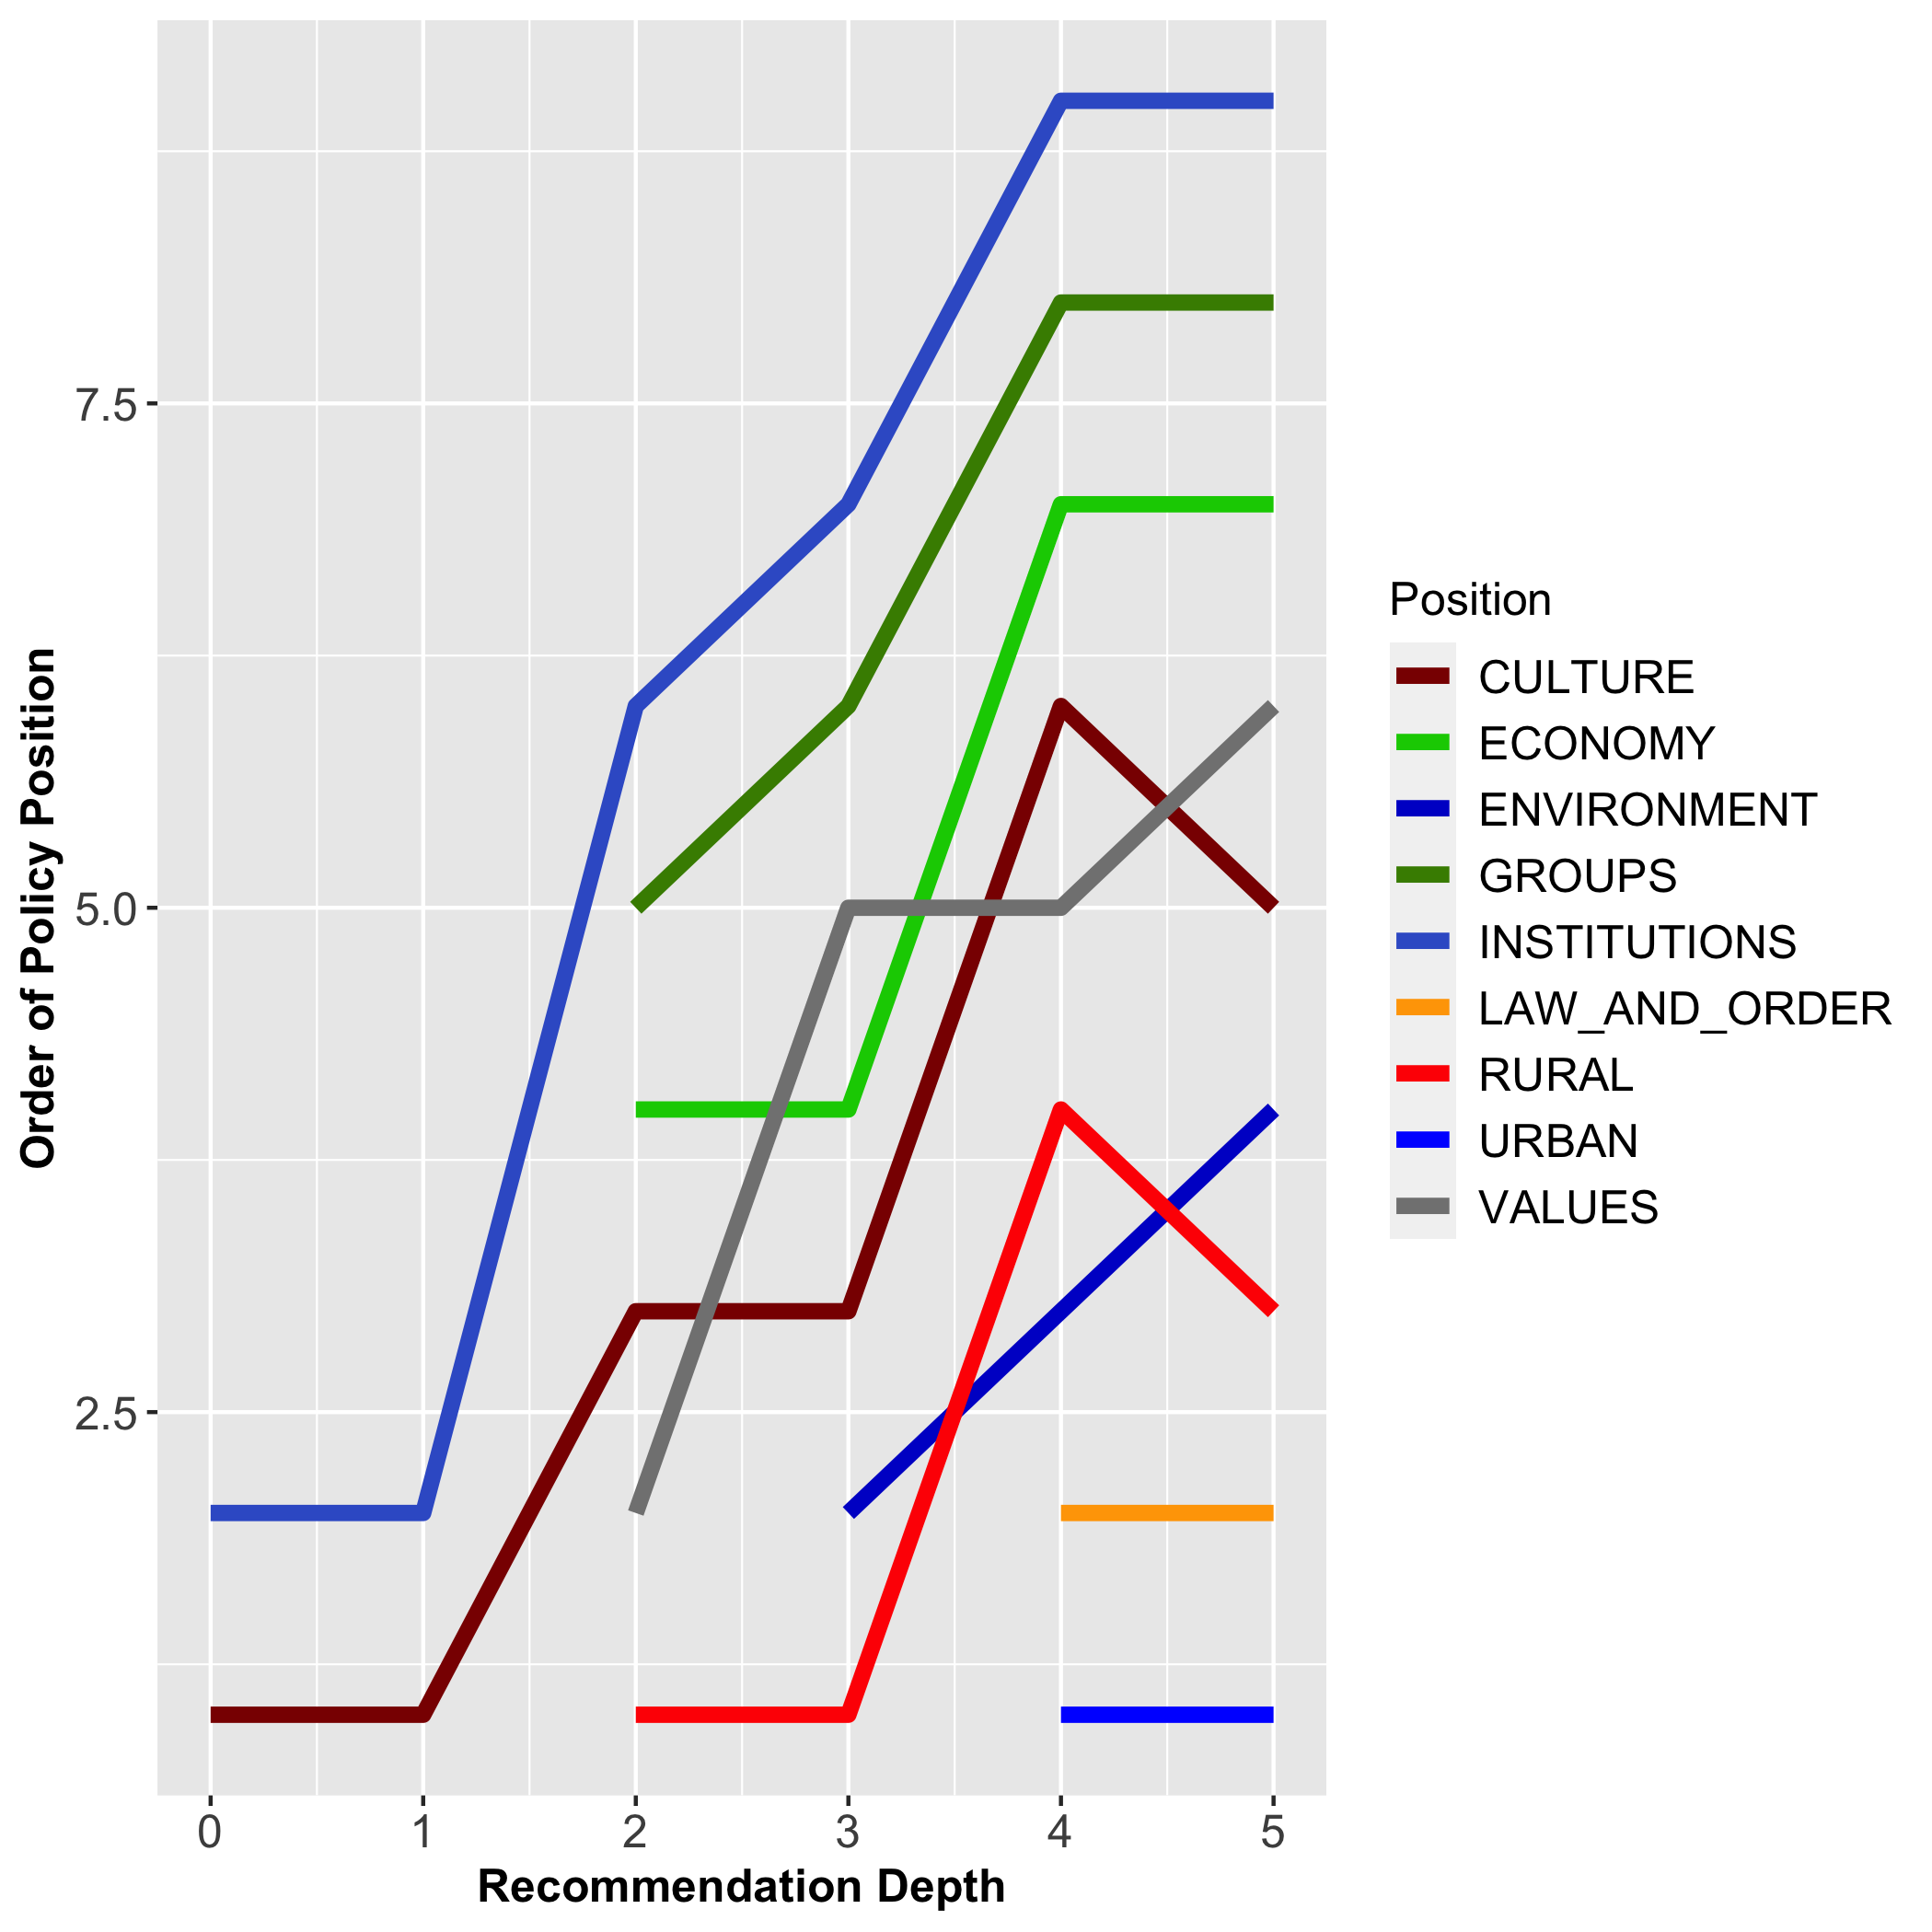 Order of Policy Position
7.5
5.0
2.5
0 1 2 3 4 5
Recommendation Depth
Position
CULTURE
ECONOMY
ENVIRONMENT
GROUPS
INSTITUTIONS
LAW_AND_ORDER
RURAL
URBAN
VALUES